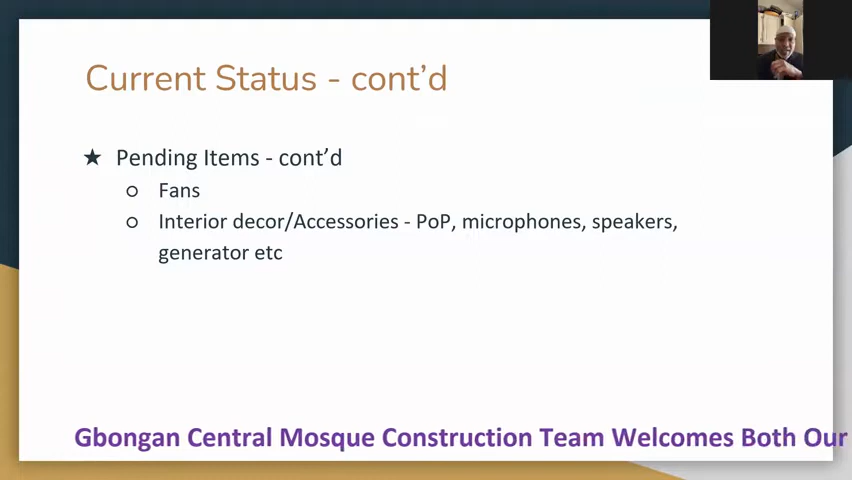 Current Status - cont’d
★ Pending Items - cont’d
○ Fans
○ Interior decor/Accessories - PoP, microphones, speakers,
generator etc
Gbongan Central Mosque Construction Team Welcomes Both Our